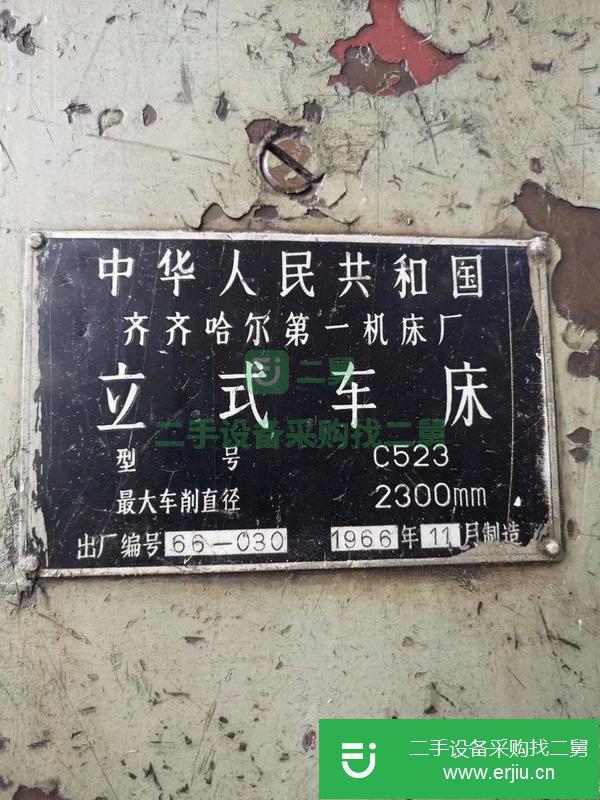 中华人民共和国
齐齐哈尔第一机床厂
立式车床
二舅
二手设备采购找二舅
型号 C523
最大车削直径 2300mm
出厂编号 66-030 1966年11月制造
二手设备采购找二舅
www.erjiu.cn